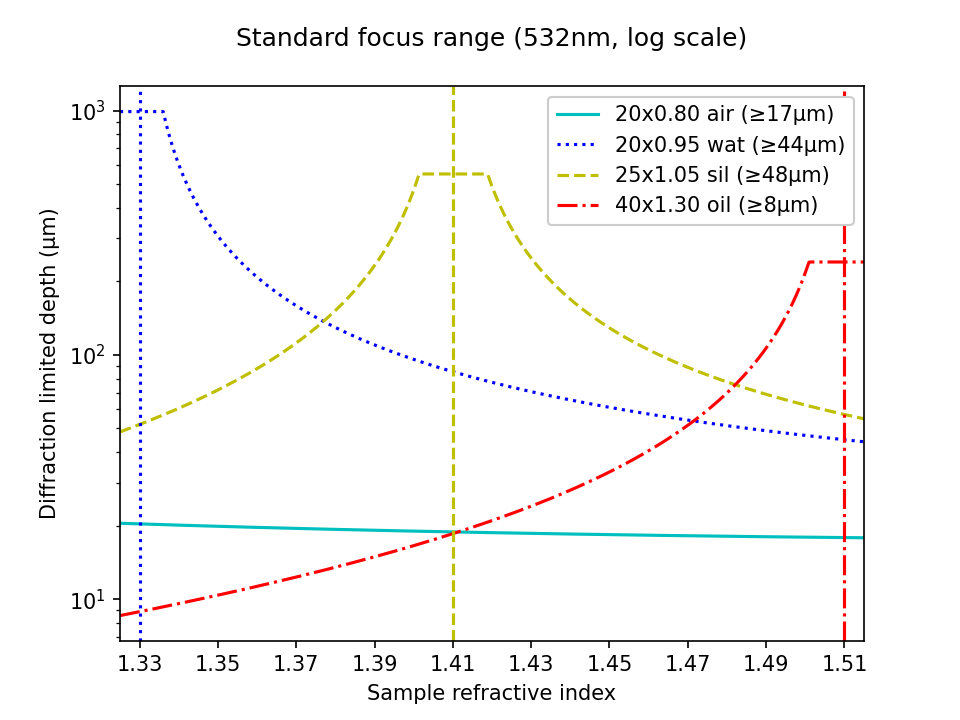 Standard focus range (532nm, log scale)
20x0.80 air (≥17μm)
20x0.95 wat (≥44μm)
25x1.05 sil (≥48μm)
40x1.30 oil (≥8μm)
Diffraction limited depth (μm)
10³
10²
10¹
1.33 1.35 1.37 1.39 1.41 1.43 1.45 1.47 1.49 1.51
Sample refractive index